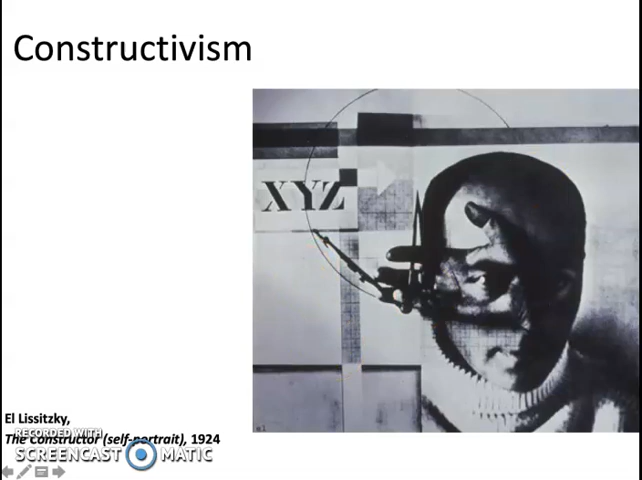 Constructivism
XYZ
El Lissitzky,
The Constructor (self-portrait), 1924
RECORDED WITH
SCREENCAST MATIC